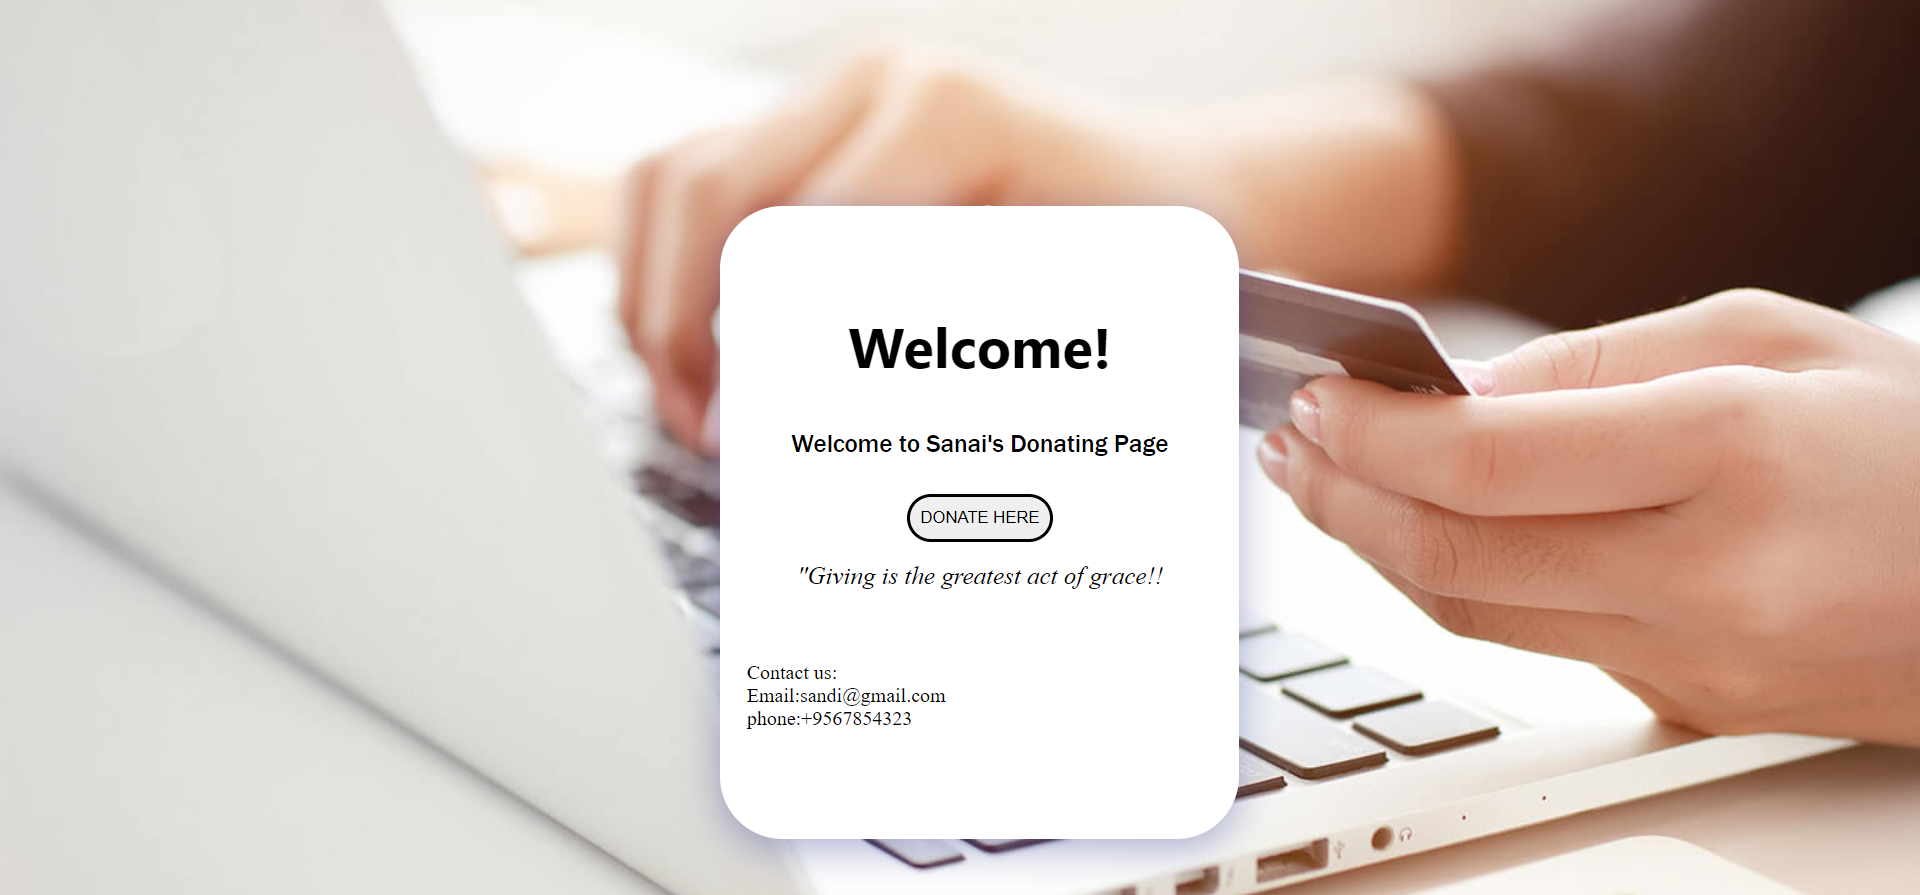 Welcome!
Welcome to Sanai's Donating Page
DONATE HERE
"Giving is the greatest act of grace!!
Contact us:
Email:sandi@gmail.com
phone:+9567854323